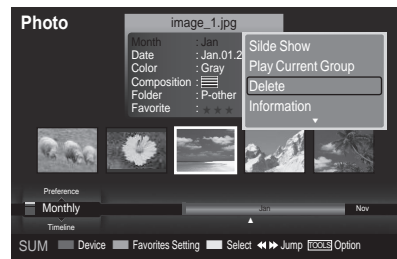 Photo
image_1.jpg
Month : Jan
Date : Jan.01.2
Color : Gray
Composition :
Folder : P-other
Favorite : ★ ★ ★
Silde Show
Play Current Group
Delete
Information
Preference
Monthly
Jan
Nov
Timeline
SUM Device Favorites Setting Select ◄◄ ►► Jump TOOLS Option